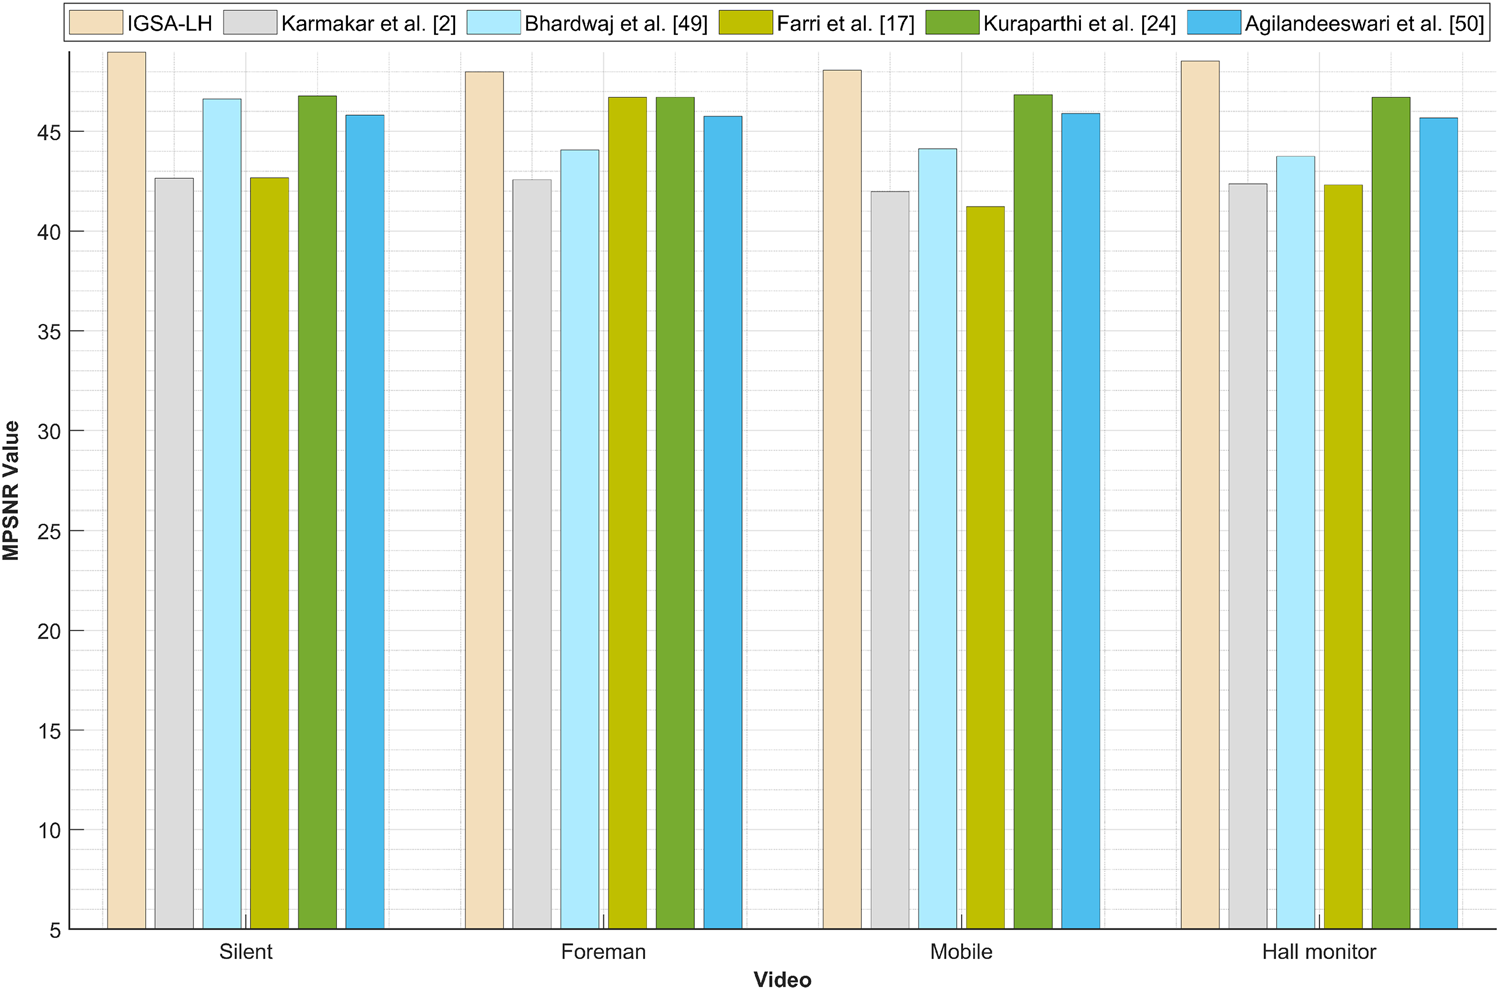 IGSA-LH Karmakar et al. [2] Bhardwaj et al. [49] Farri et al. [17] Kuraparthi et al. [24] Agilandeeswari et al. [50]
45
40
35
30
25
20
15
10
5
MPSNR Value
Silent Foreman Mobile Hall monitor
Video